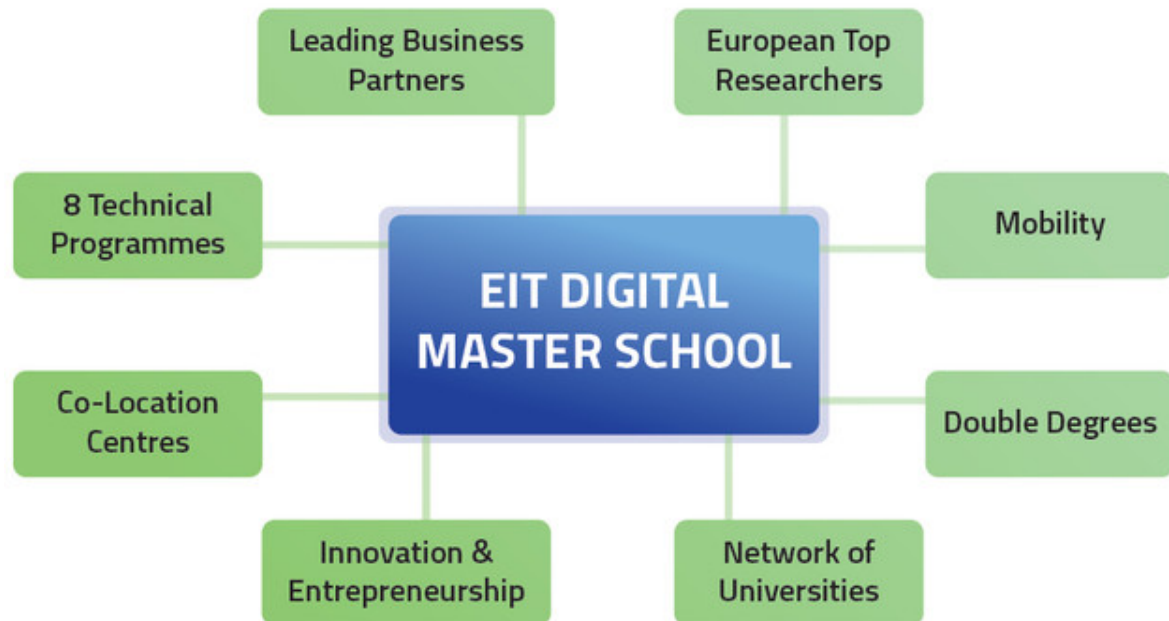 Leading Business
Partners
European Top
Researchers
8 Technical
Programmes
Mobility
EIT DIGITAL
MASTER SCHOOL
Co-Location
Centres
Double Degrees
Innovation &
Entrepreneurship
Network of
Universities